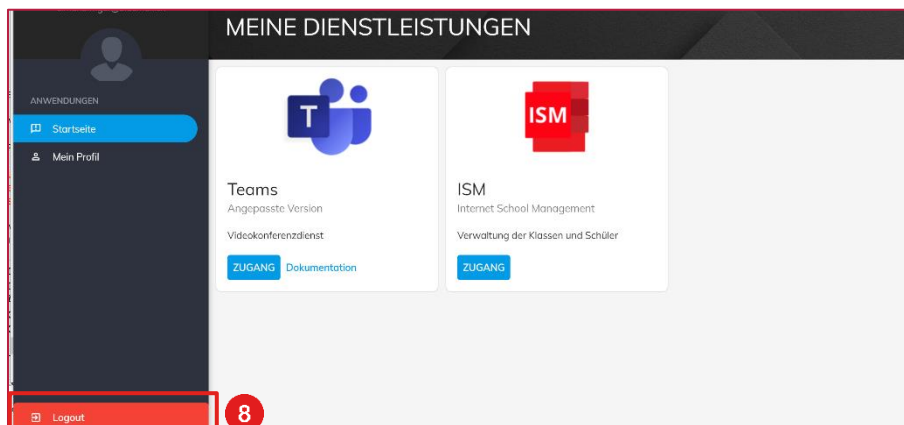 MEINE DIENSTLEISTUNGEN
ANWENDUNGEN
Startseite
Mein Profil
T
Teams
Angepasste Version
Videokonferenzdienst
ZUGANG Dokumentation
ISM
ISM
Internet School Management
Verwaltung der Klassen und Schüler
ZUGANG
Logout
8